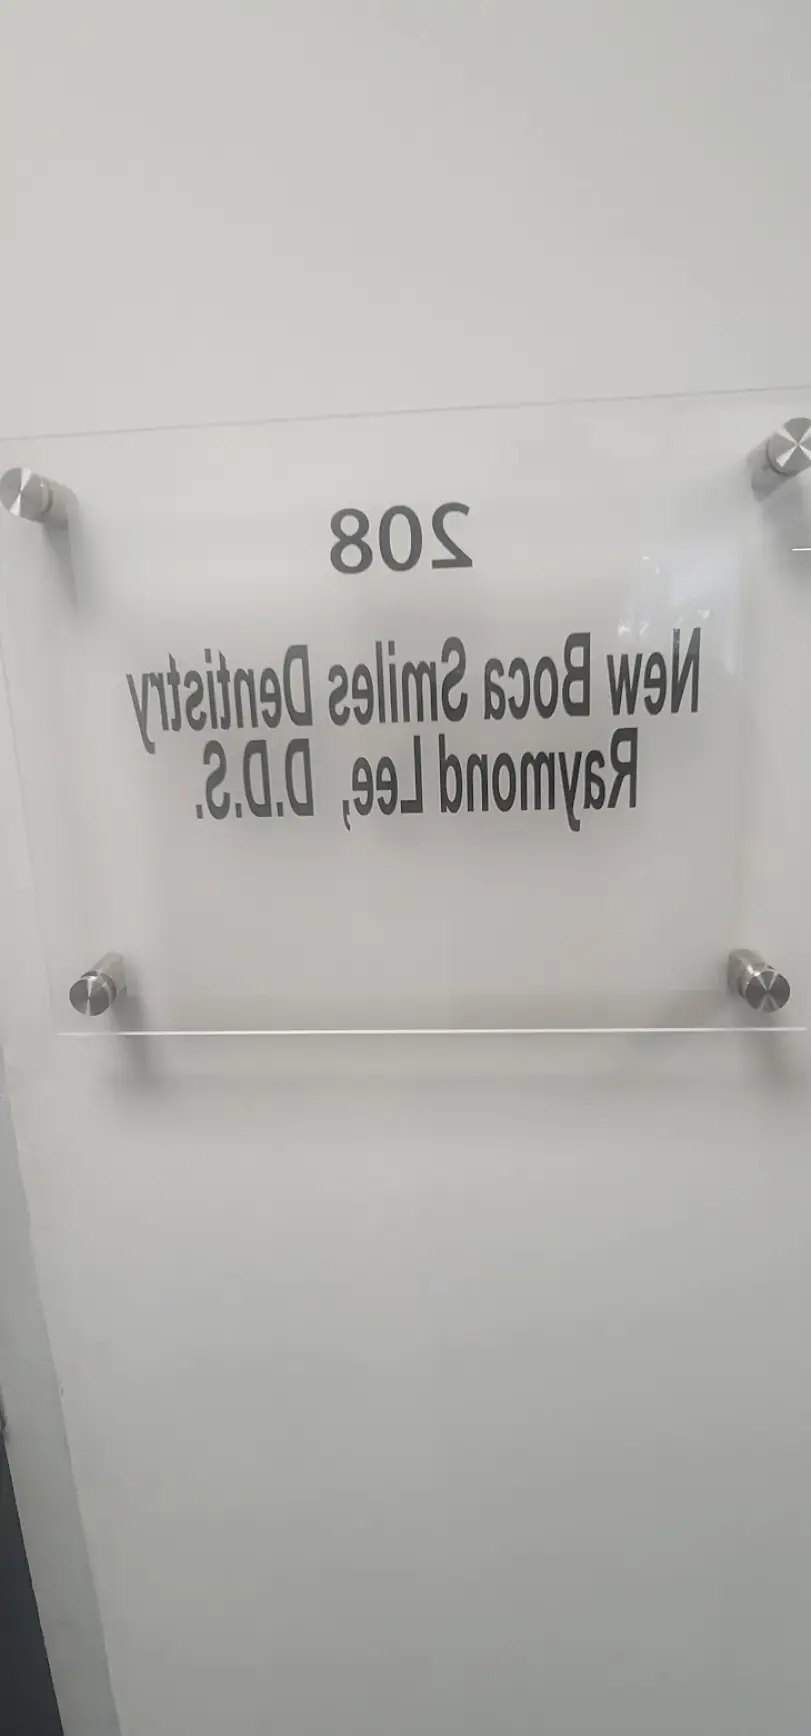 208
New Boca Smiles Dentistry
Raymond Lee, D.D.S.